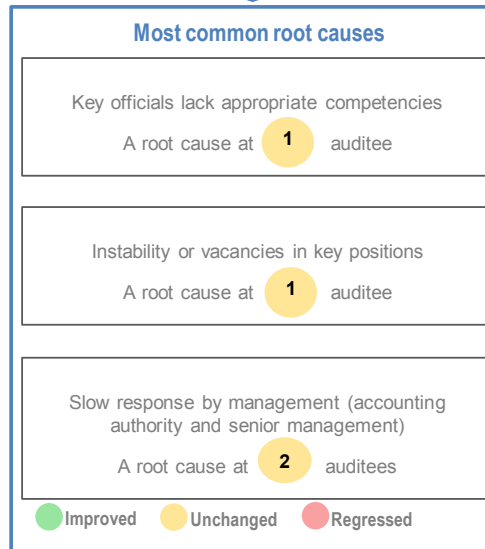 Most common root causes
Key officials lack appropriate competencies
A root cause at 1 auditee
Instability or vacancies in key positions
A root cause at 1 auditee
Slow response by management (accounting
authority and senior management)
A root cause at 2 auditees
Improved Unchanged Regressed